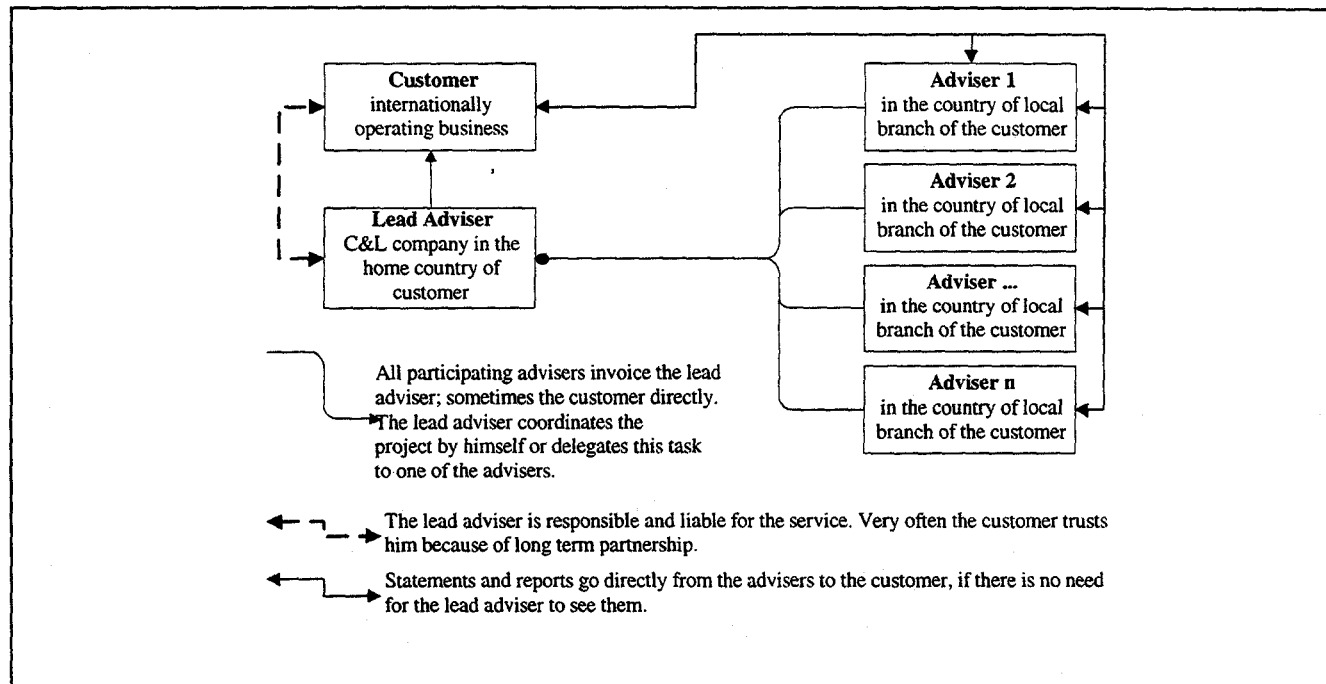 Customer
internationally
operating business
Lead Adviser
C&L company in the
home country of
customer
Adviser 1
in the country of local
branch of the customer
Adviser 2
in the country of local
branch of the customer
Adviser ...
in the country of local
branch of the customer
Adviser n
in the country of local
branch of the customer
All participating advisers invoice the lead
adviser; sometimes the customer directly.
The lead adviser coordinates the
project by himself or delegates this task
to one of the advisers.
The lead adviser is responsible and liable for the service. Very often the customer trusts
him because of long term partnership.
Statements and reports go directly from the advisers to the customer, if there is no need
for the lead adviser to see them.